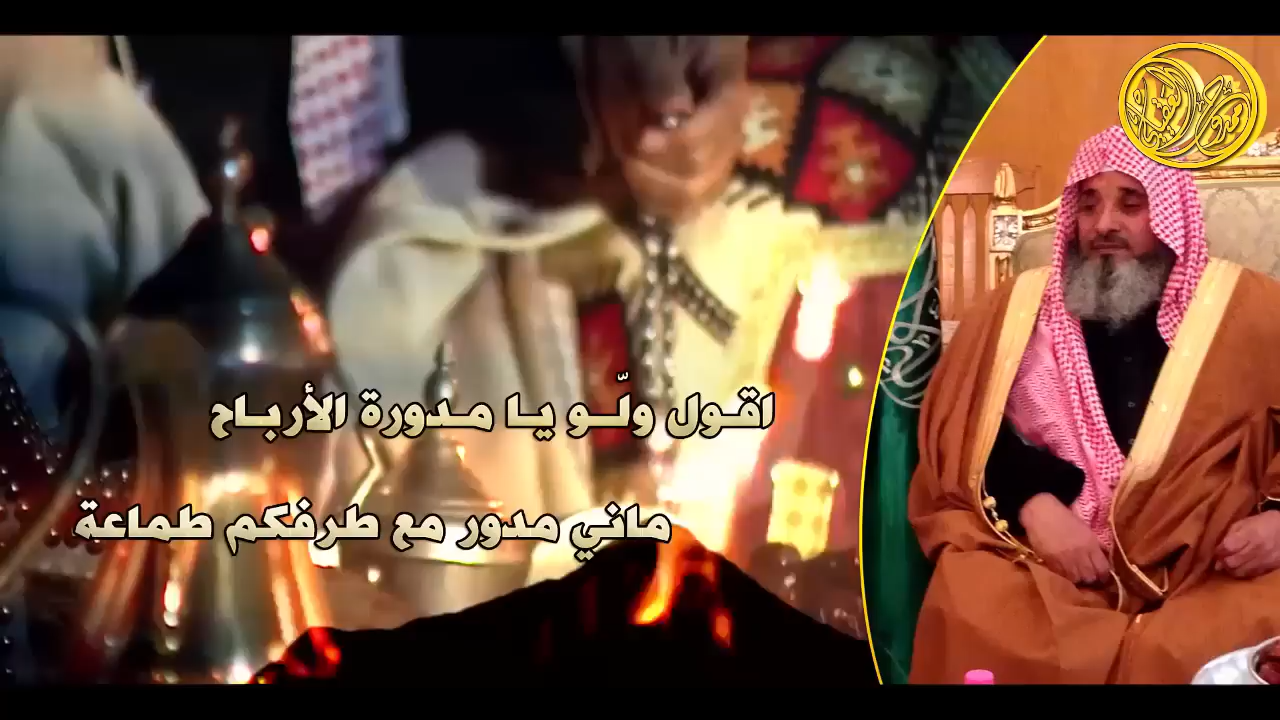 اقول ولّو يا مدورة الأرباح
ماني مدور مع طرفكم طماعة